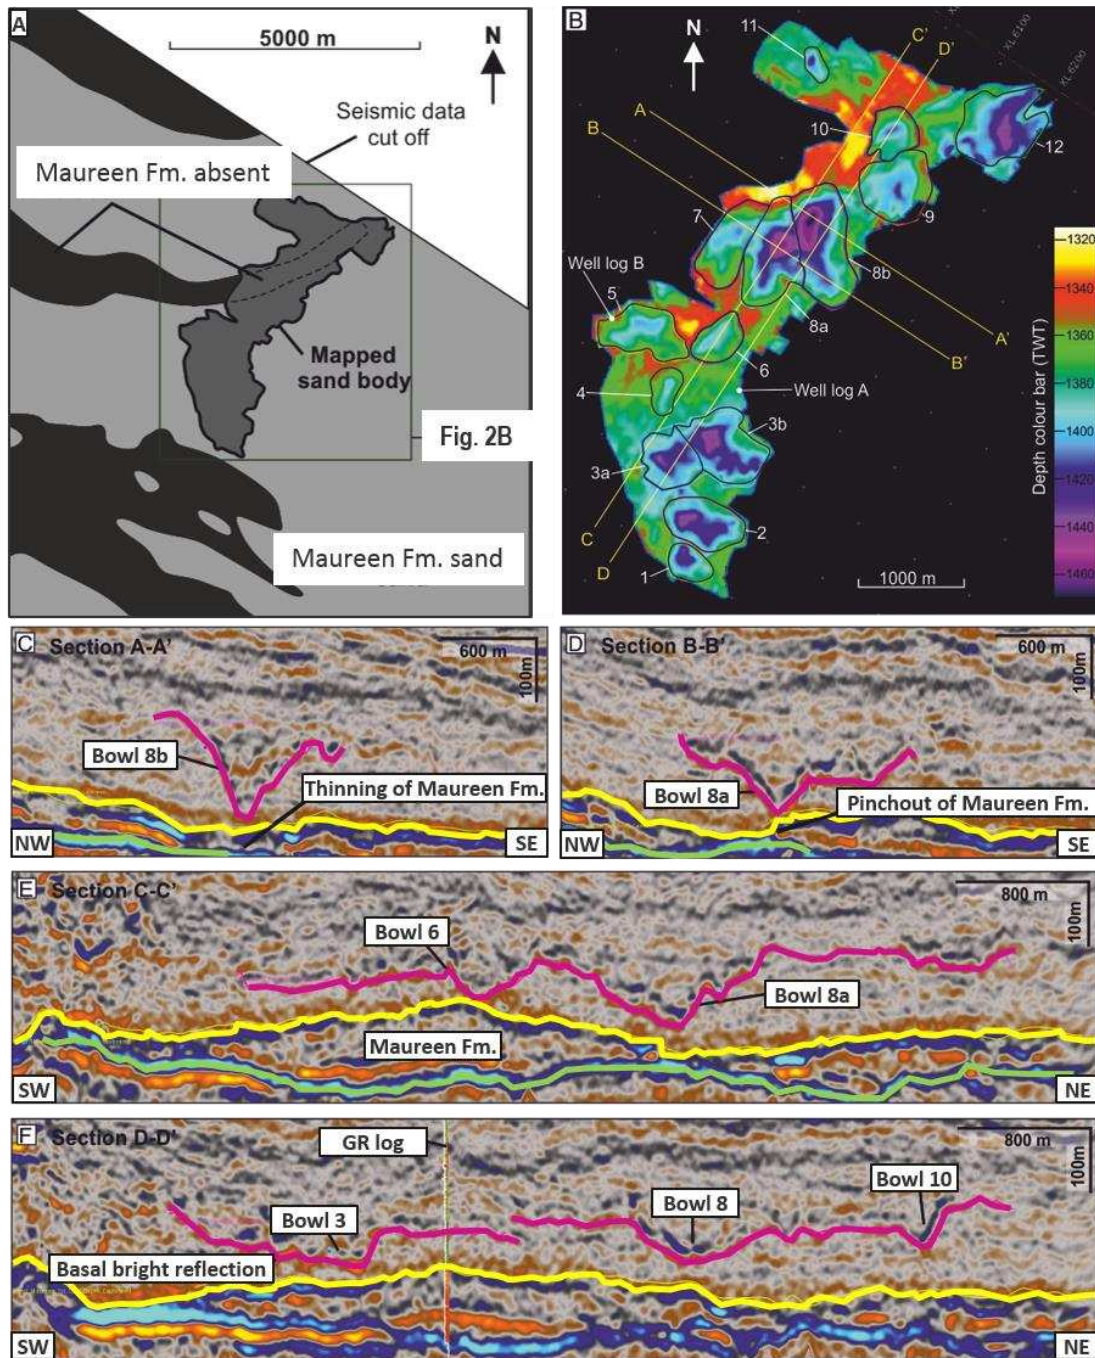 A
5000 m
N
Seismic data
cut off
Maureen Fm. absent
Mapped
sand body
Fig. 2B
Maureen Fm. sand
B
N
11
C'
D'
XL 6100
XL 6200
A
10
B
12
7
9
Well log B
8b
5
8a
A'
6
B'
4
Well log A
3b
3a
C
2
D
1
1000 m
Depth colour bar (TWT)
1320
1340
1360
1380
1400
1420
1440
1460
C Section A-A'
600 m
100m
Bowl 8b
Thinning of Maureen Fm.
NW
SE
D Section B-B'
600 m
100m
Bowl 8a
Pinchout of Maureen Fm.
NW
SE
E Section C-C'
800 m
100m
Bowl 6
Bowl 8a
Maureen Fm.
SW
NE
F Section D-D'
GR log
800 m
100m
Bowl 10
Bowl 8
Bowl 3
Basal bright reflection
SW
NE